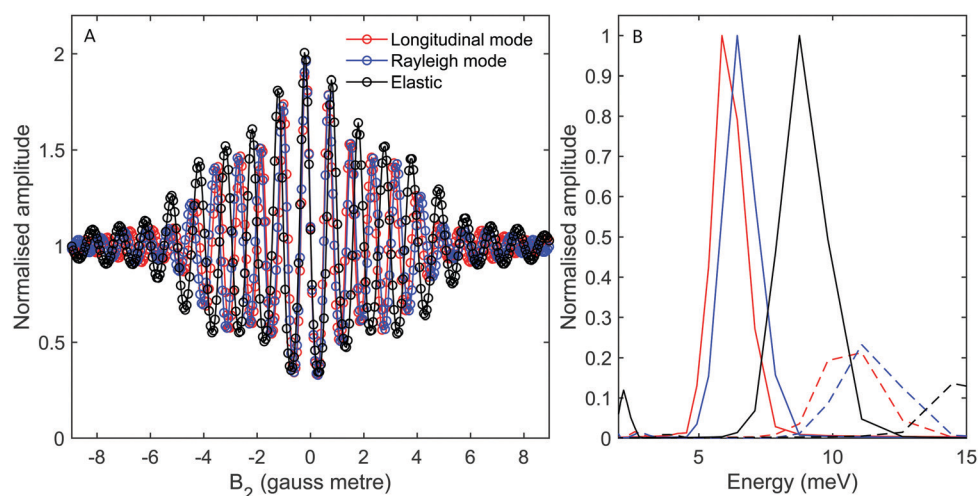 A
Longitudinal mode
Rayleigh mode
Elastic
Normalised amplitude
2
1.5
1
0.5
0
-8 -6 -4 -2 0 2 4 6 8
B₂ (gauss metre)
B
Normalised amplitude
1
0.9
0.8
0.7
0.6
0.5
0.4
0.3
0.2
0.1
0
5 10 15
Energy (meV)